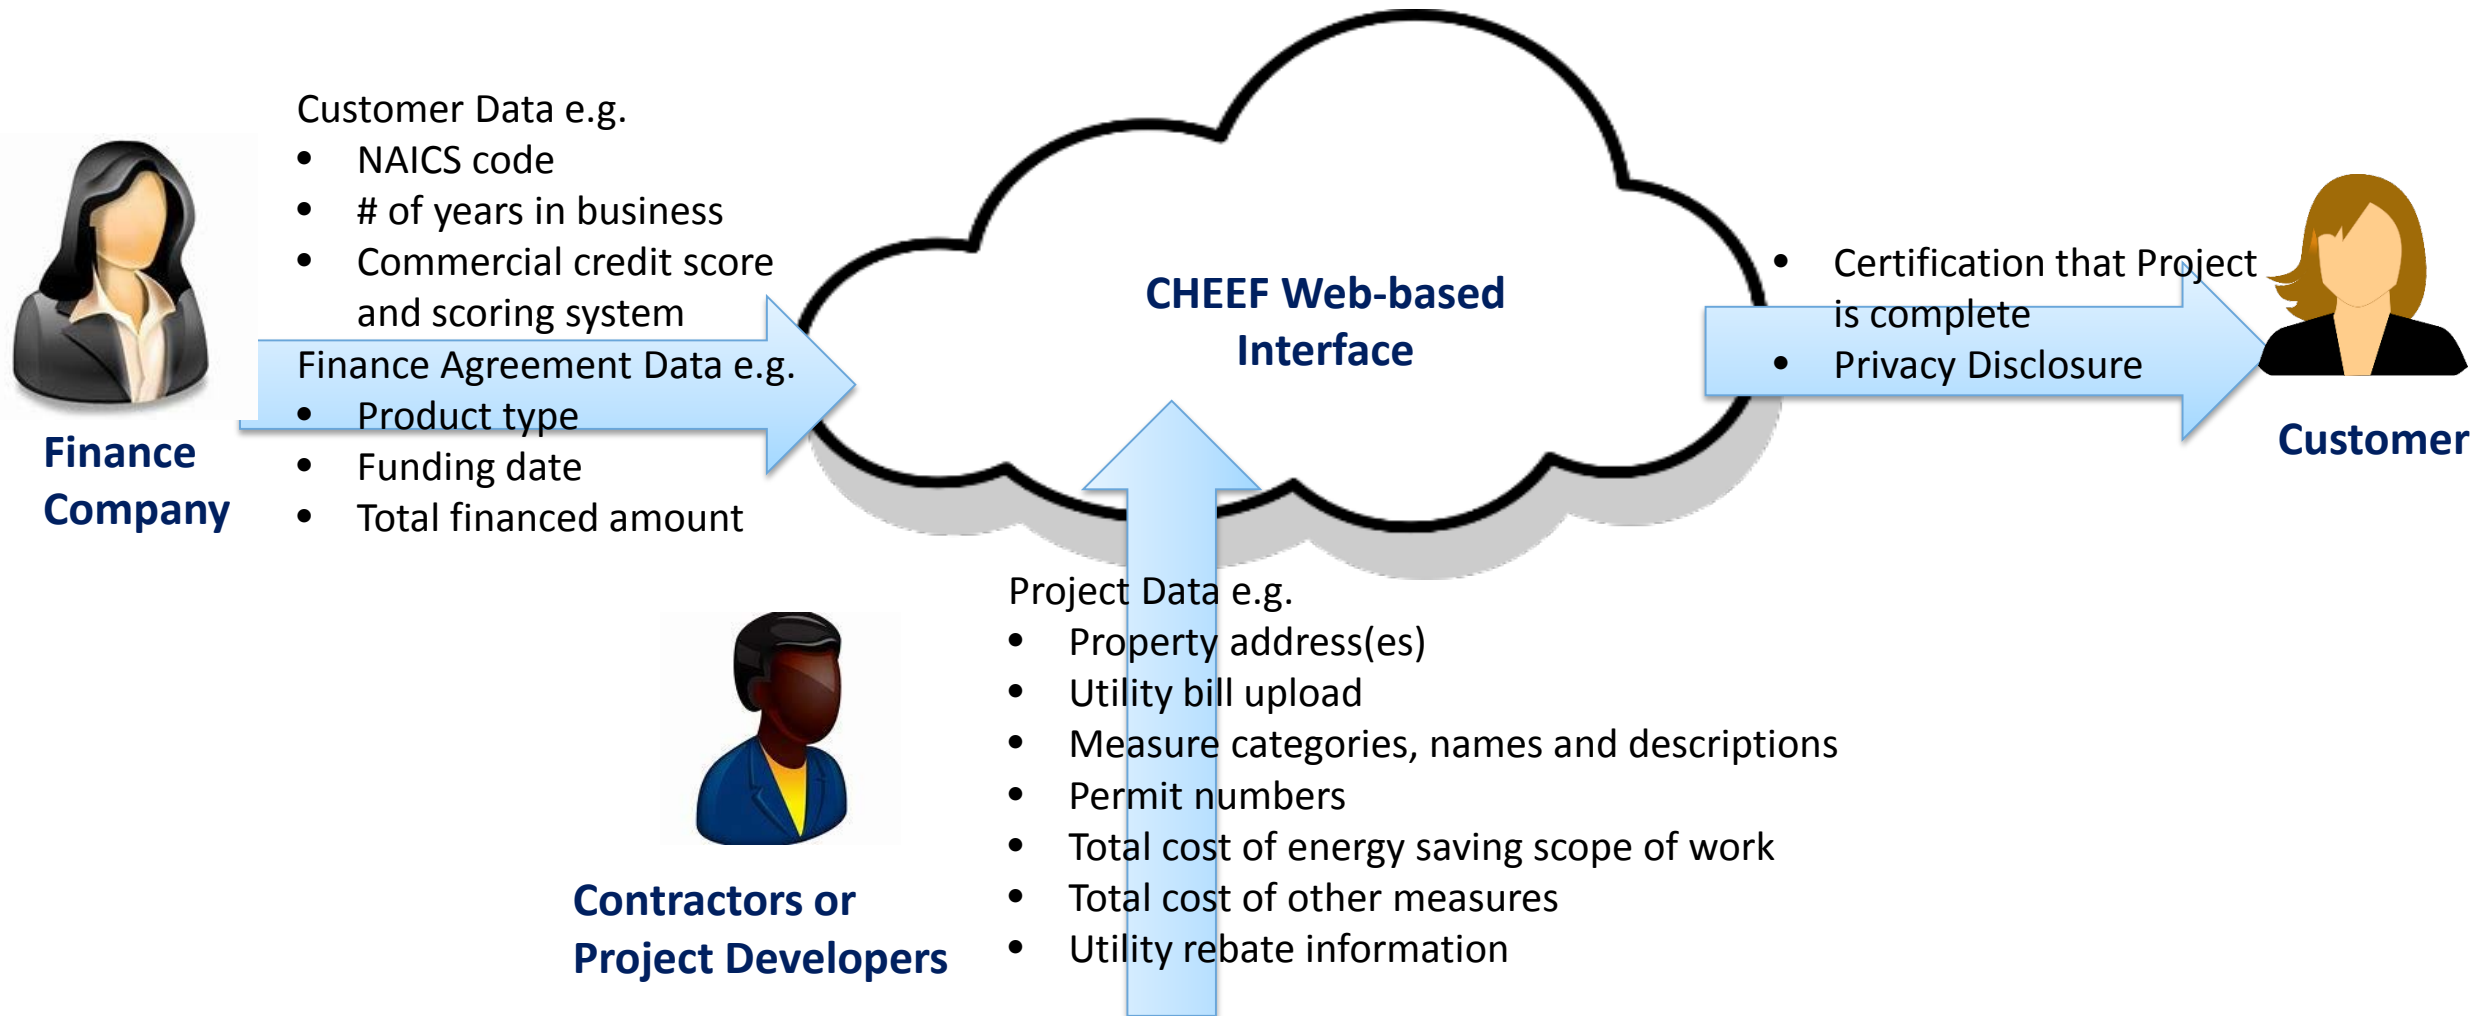 Customer Data e.g.
• NAICS code
• # of years in business
• Commercial credit score
and scoring system
Finance Agreement Data e.g.
• Product type
• Funding date
• Total financed amount
Finance
Company
CHEEF Web-based
Interface
• Certification that Project
is complete
• Privacy Disclosure
Customer
Project Data e.g.
• Property address(es)
• Utility bill upload
• Measure categories, names and descriptions
• Permit numbers
• Total cost of energy saving scope of work
• Total cost of other measures
• Utility rebate information
Contractors or
Project Developers